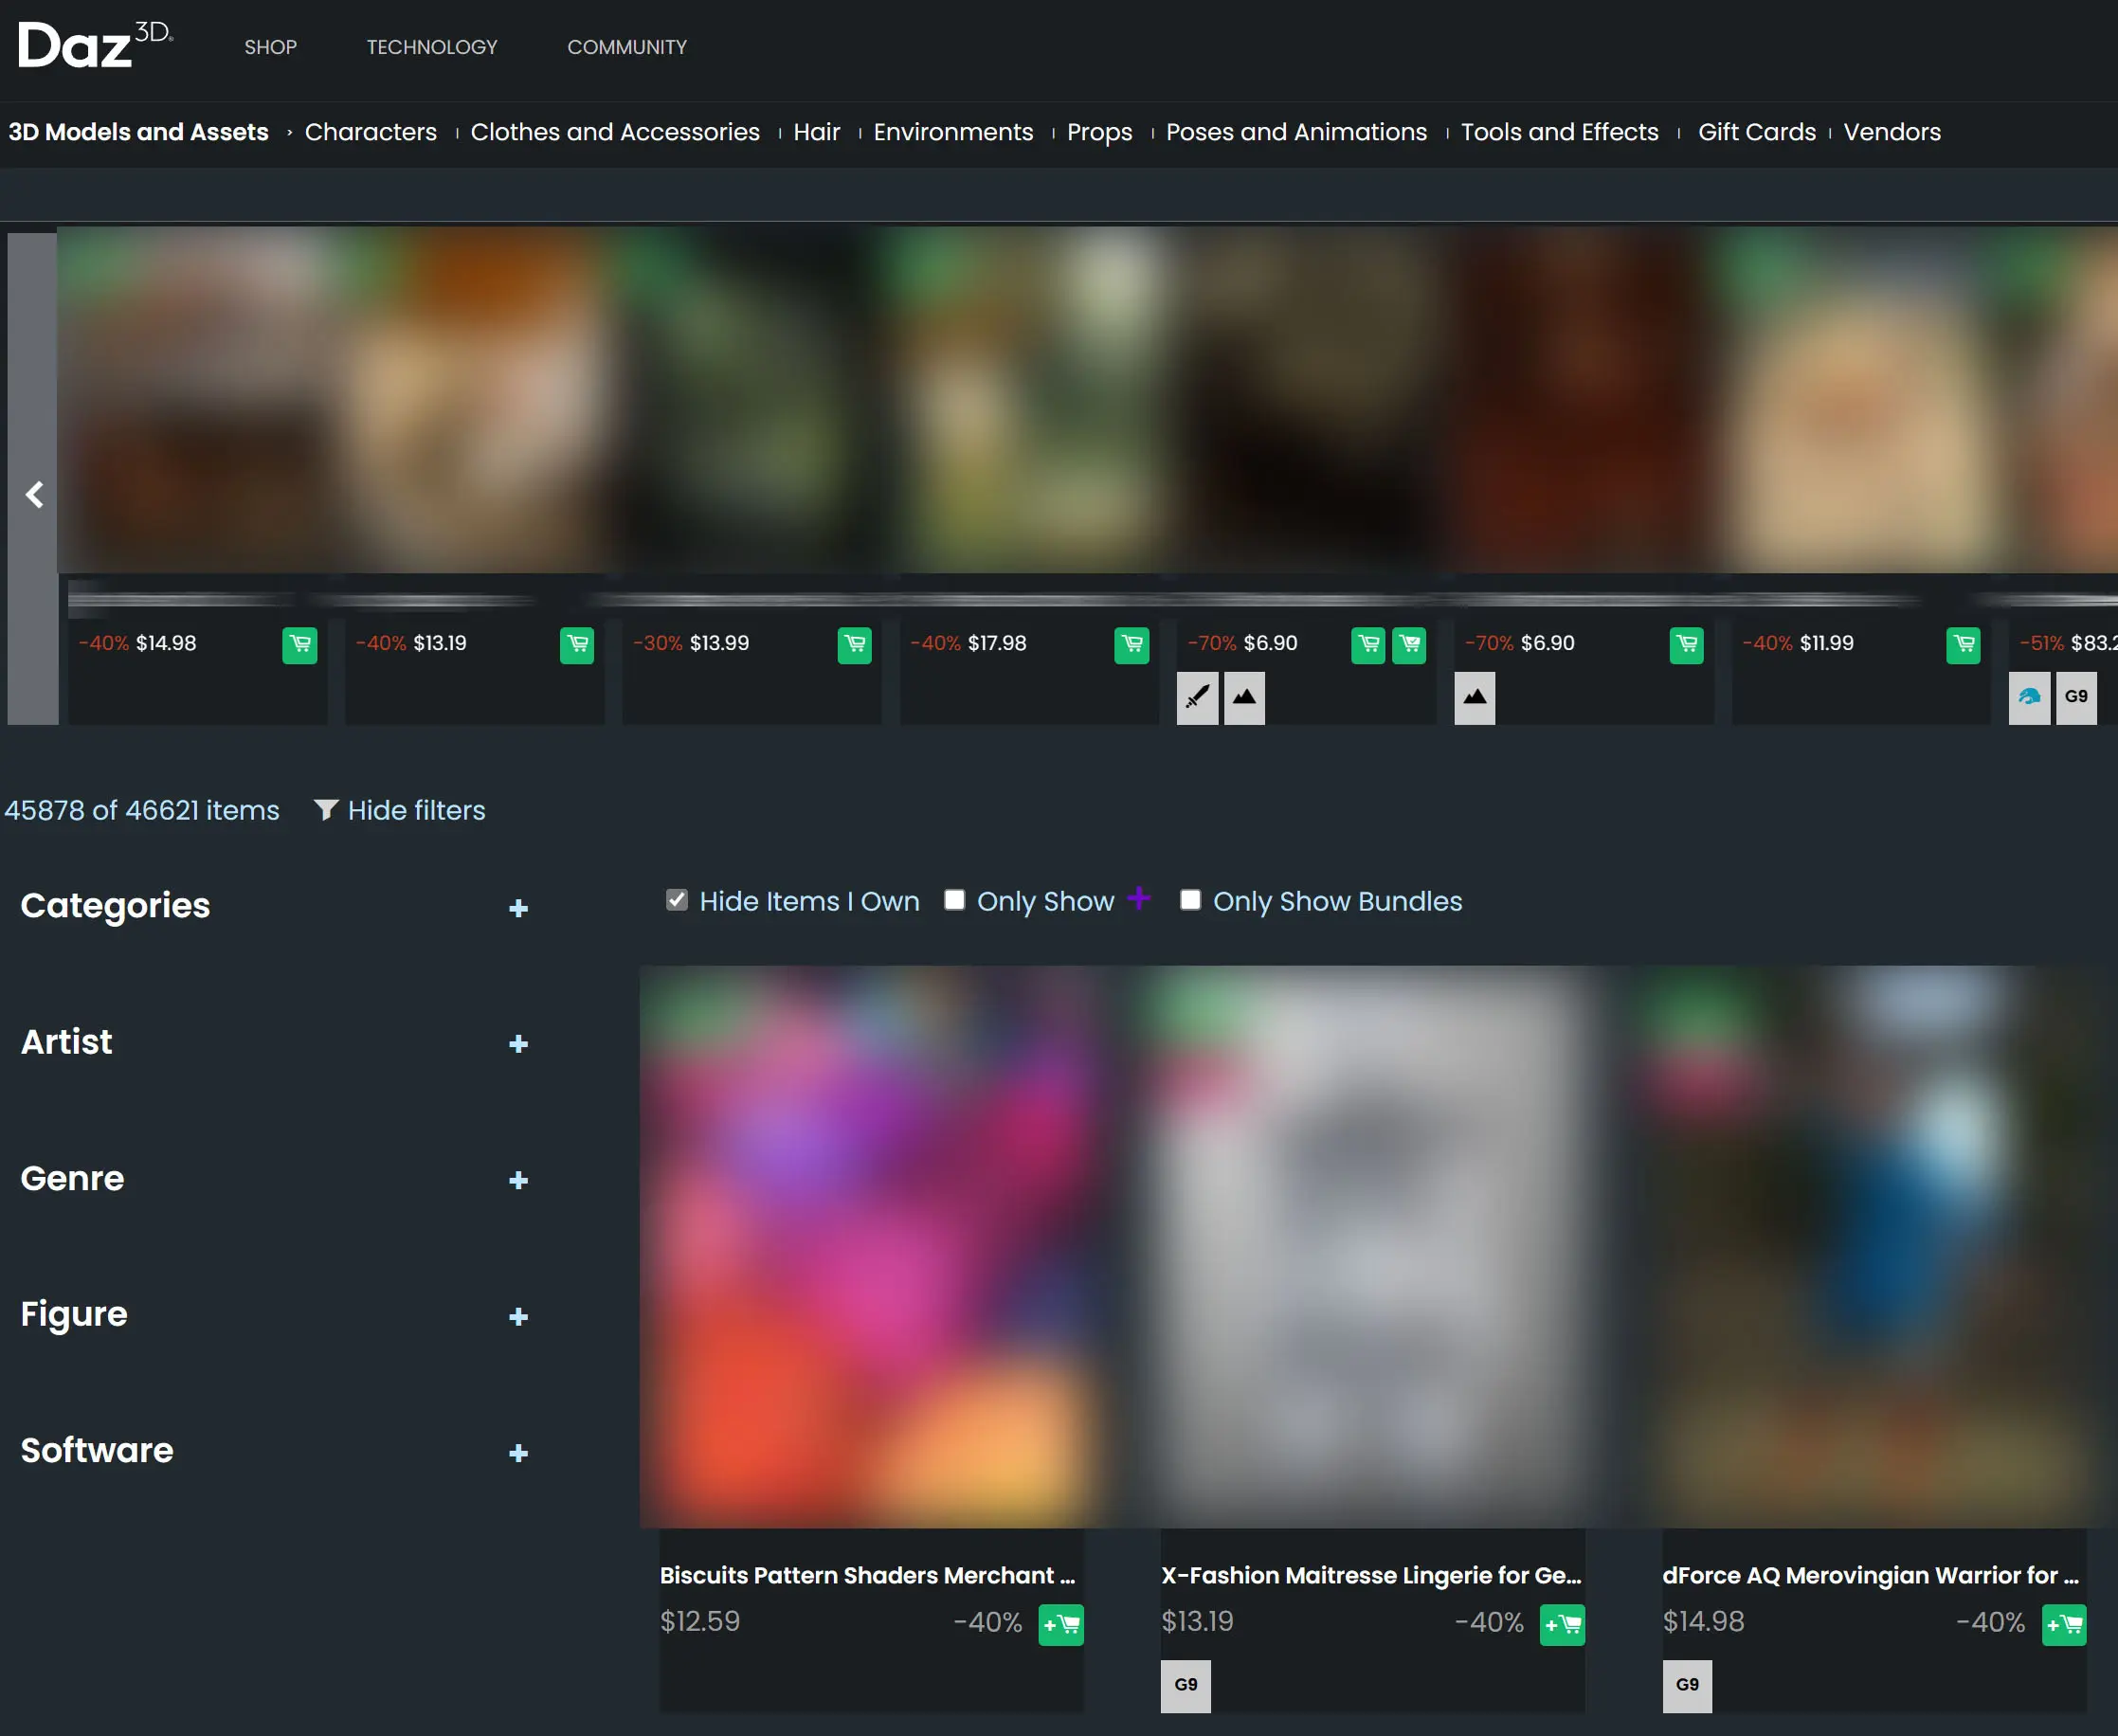 Daz 3D
SHOP TECHNOLOGY COMMUNITY
3D Models and Assets › Characters | Clothes and Accessories | Hair | Environments | Props | Poses and Animations | Tools and Effects | Gift Cards | Vendors
-40% $14.98 -40% $13.19 -30% $13.99 -40% $17.98 -70% $6.90 -70% $6.90 -40% $11.99 -51% $83.2
G9
45878 of 46621 items Hide filters
Hide Items I Own Only Show + Only Show Bundles
Categories +
Artist +
Genre +
Figure +
Software +
Biscuits Pattern Shaders Merchant ...
$12.59 -40% +
X-Fashion Maitresse Lingerie for Ge...
$13.19 -40% +
G9
dForce AQ Merovingian Warrior for ...
$14.98 -40% +
G9